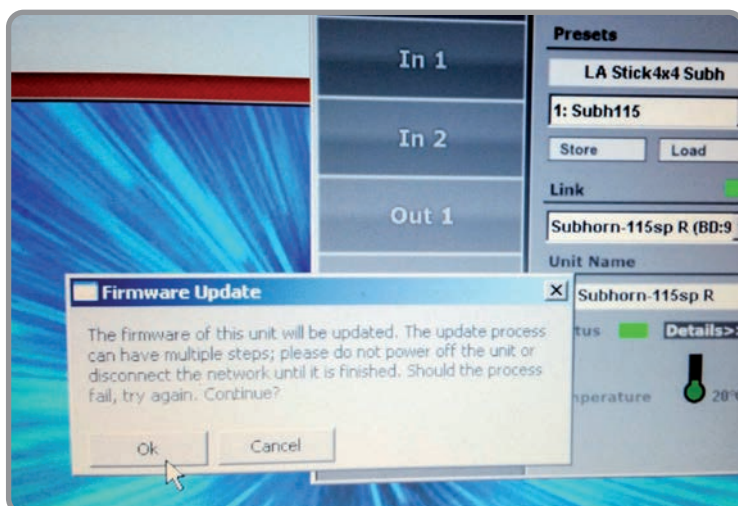 In 1
In 2
Out 1
Presets
LA Stick4x4 Subh
1: Subh115
Store
Load
Link
Subhorn-115sp R (BD:9
Unit Name
Subhorn-115sp R
Details>>
20°
Firmware Update
The firmware of this unit will be updated. The update process
can have multiple steps; please do not power off the unit or
disconnect the network until it is finished. Should the process
fail, try again. Continue?
Ok
Cancel